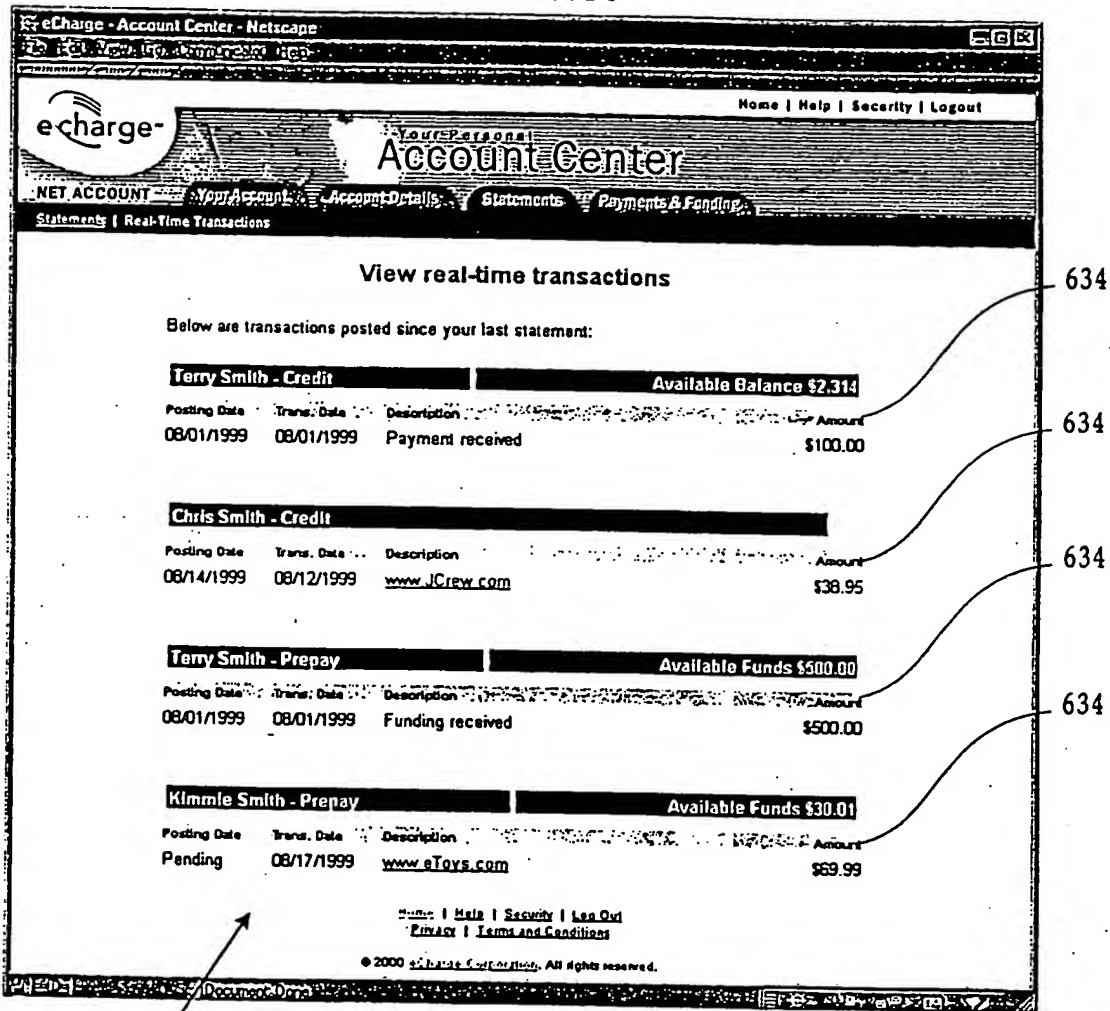 eCharge - Account Center - Netscape
Home | Help | Security | Logout
echarge-
Your Personal
Account Center
NET ACCOUNT
Your Account
Account Details
Statements
Payments & Funding
Statements | Real-Time Transactions
View real-time transactions
634
Below are transactions posted since your last statement:
Terry Smith - Credit Available Balance $2,314
Posting Date Trans. Date Description Amount
08/01/1999 08/01/1999 Payment received $100.00
634
Chris Smith - Credit
Posting Date Trans. Date Description Amount
634
08/14/1999 08/12/1999 www.JCrew.com $38.95
Terry Smith - Prepay Available Funds $500.00
Posting Date Trans. Date Description Amount
634
08/01/1999 08/01/1999 Funding received $500.00
Kimmie Smith - Prepay Available Funds $30.01
Posting Date Trans. Date Description Amount
Pending 08/17/1999 www.eToys.com $69.99
Home | Help | Security | Log Out
Privacy | Terms and Conditions
© 2000 eCharge Corporation. All rights reserved.
Document: Done